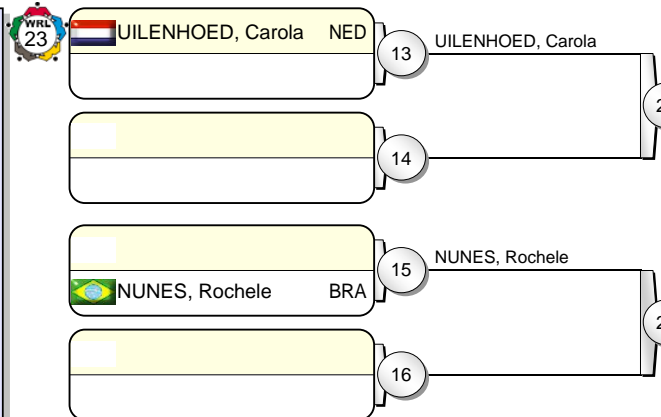 WRL
23
UILENHOED, Carola NED
13
UILENHOED, Carola
14
15
NUNES, Rochele
NUNES, Rochele BRA
16